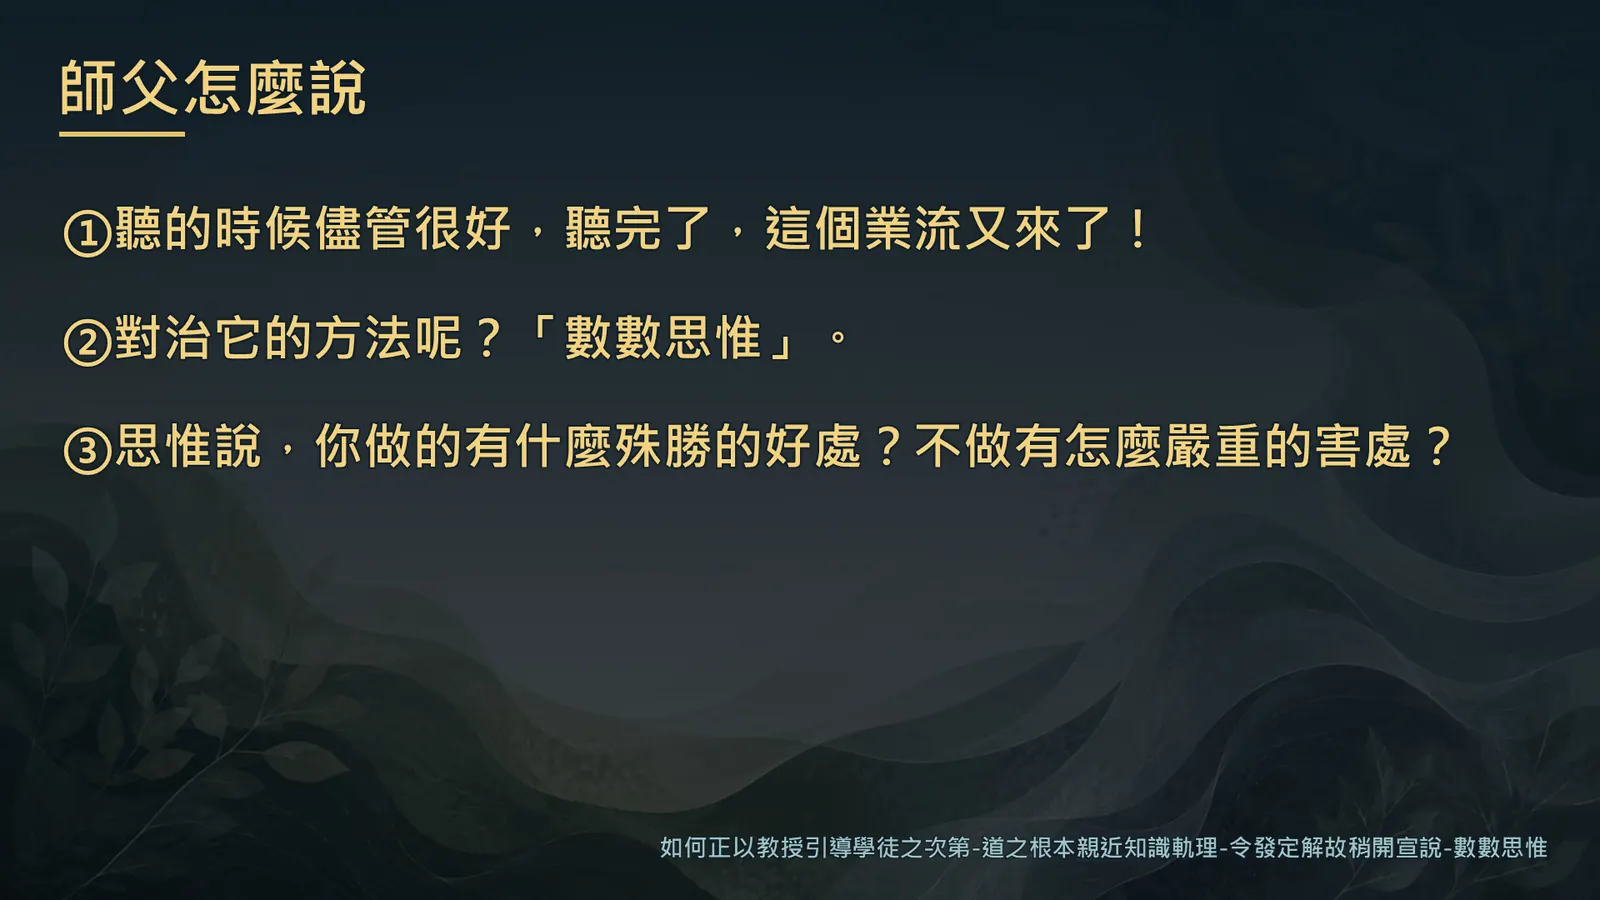 師父怎麼說
①聽的時候儘管很好，聽完了，這個業流又來了！
②對治它的方法呢？「數數思惟」。
③思惟說，你做的有什麼殊勝的好處？不做有怎麼嚴重的害處？
如何正以教授引導學徒之次第-道之根本親近知識軌理-令發定解故稍開宣說-數數思惟